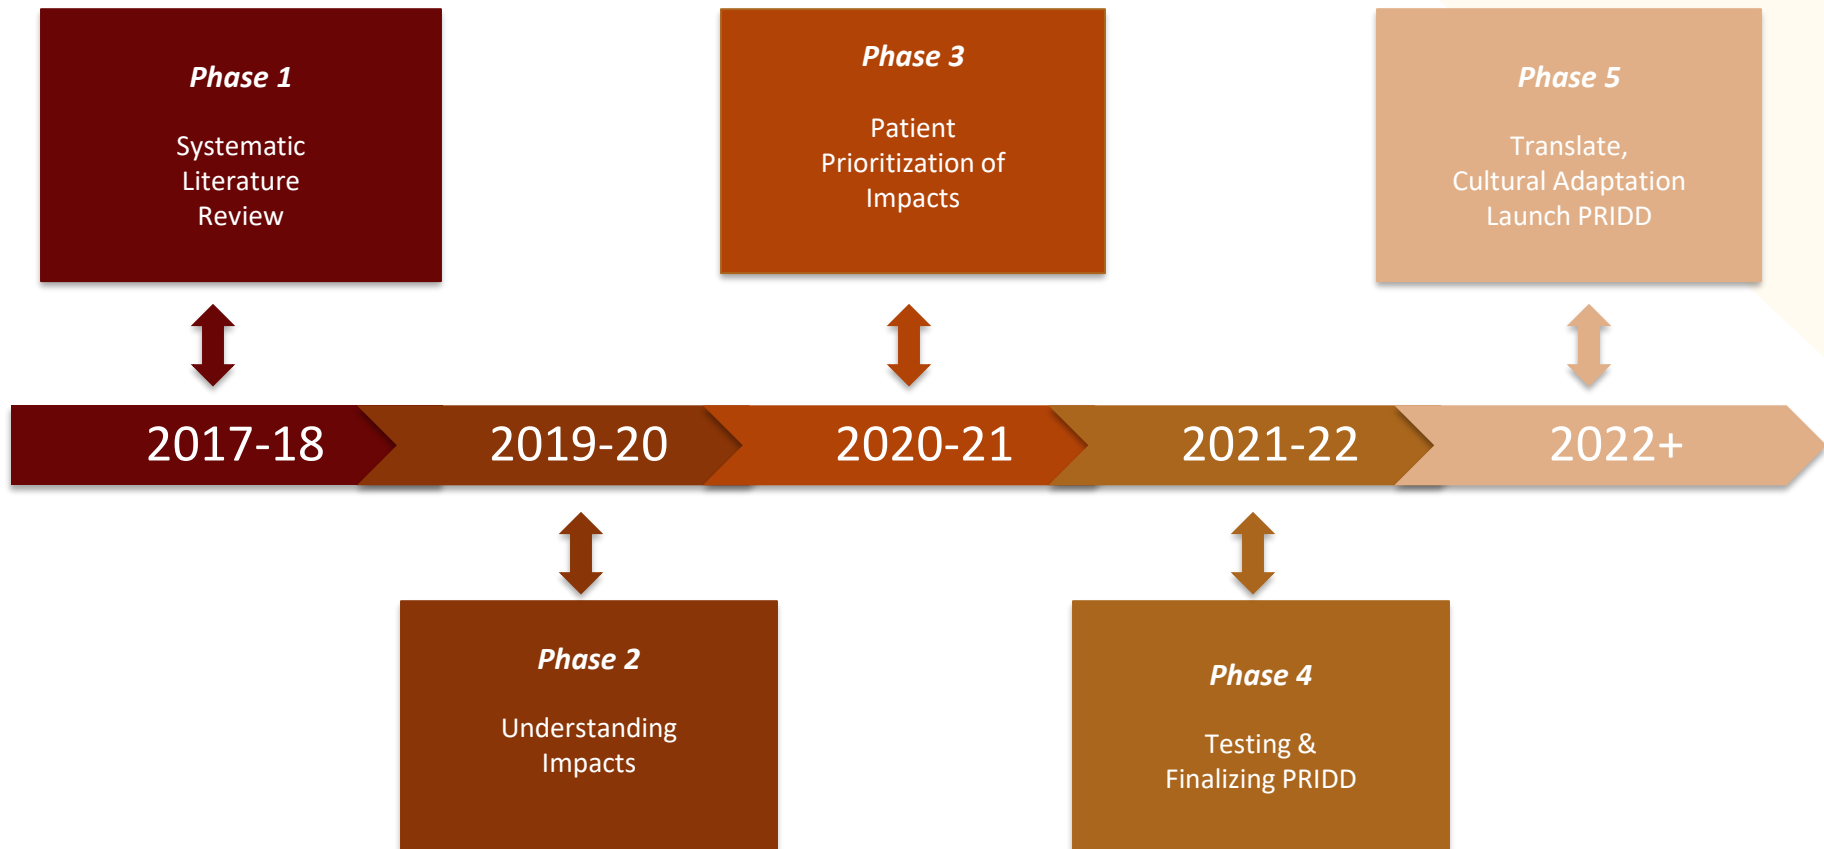 Phase 1
Systematic
Literature
Review
Phase 3
Patient
Prioritization of
Impacts
Phase 5
Translate,
Cultural Adaptation
Launch PRIDD
2017-18
2019-20
2020-21
2021-22
2022+
Phase 2
Understanding
Impacts
Phase 4
Testing &
Finalizing PRIDD